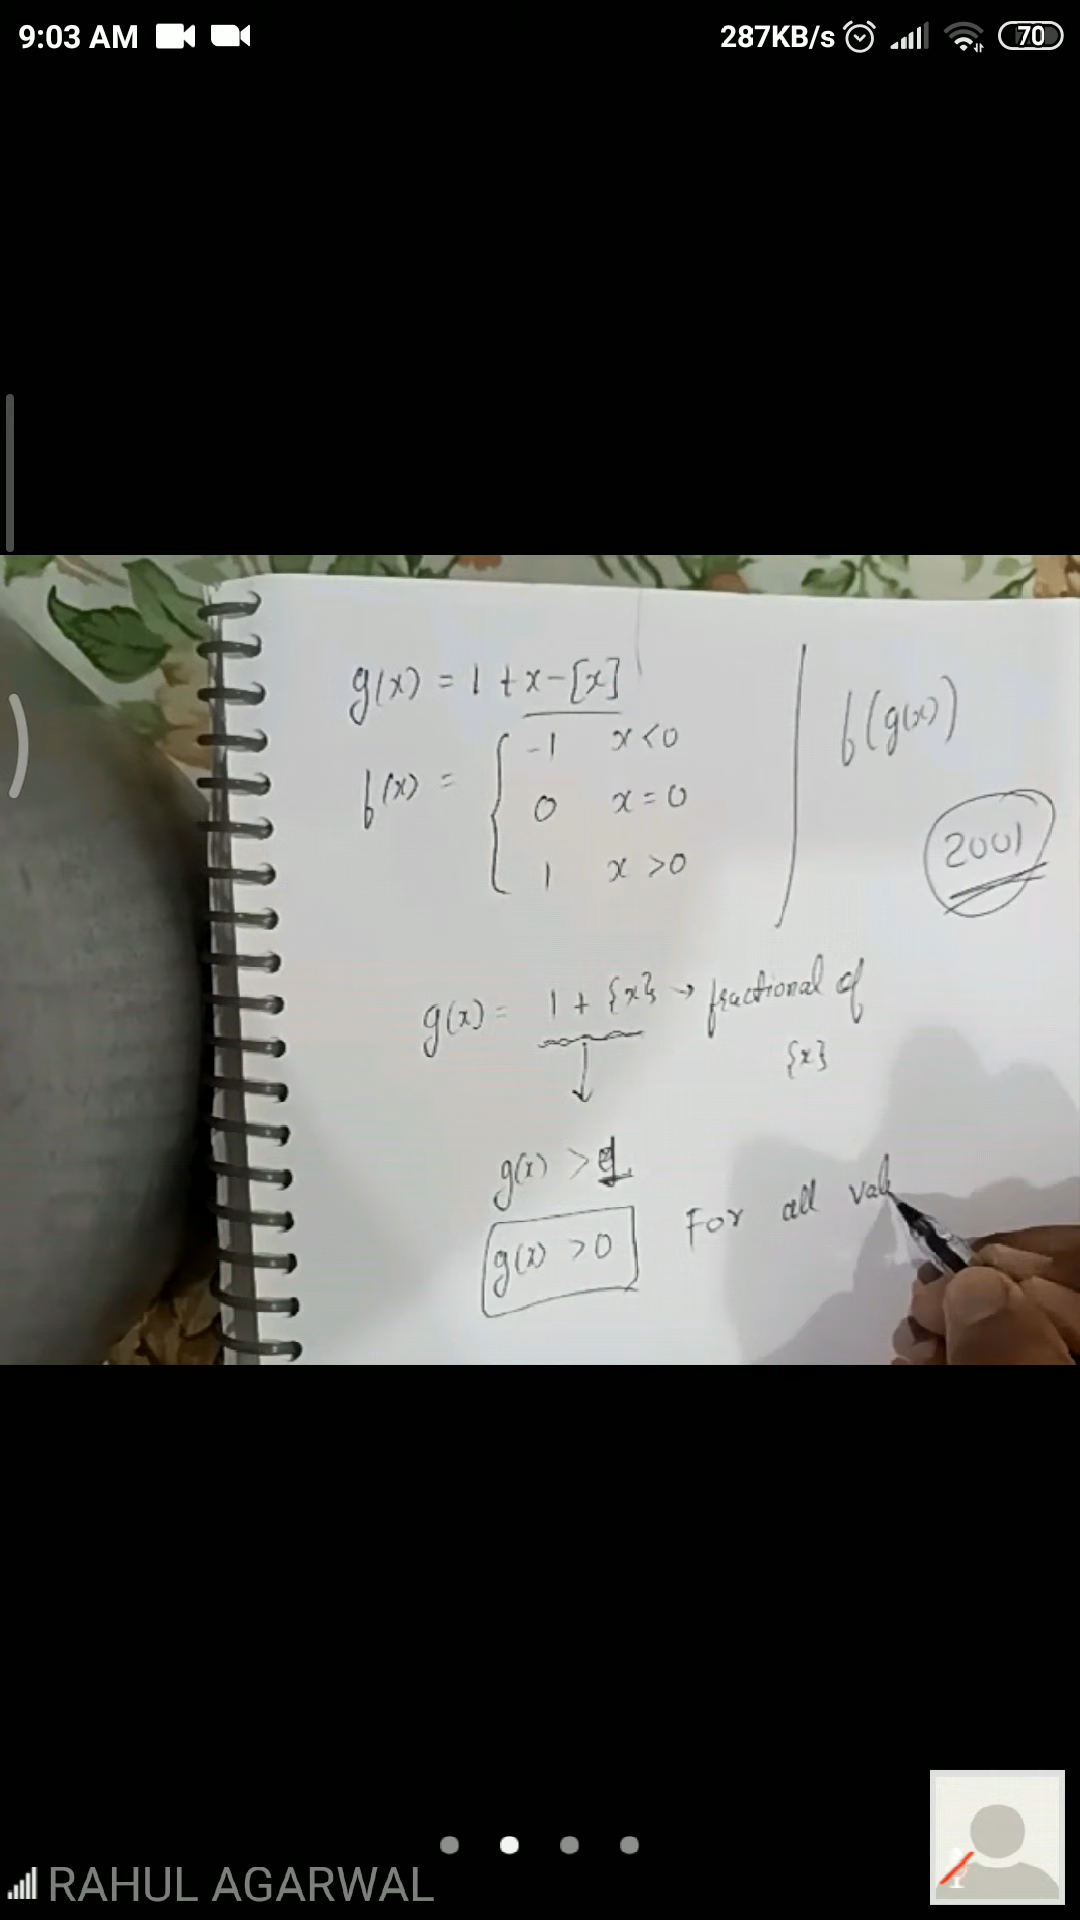 9:03 AM
287KB/s
70
g(x) = 1 + x - [x]
f(x) = { -1 x < 0
0 x = 0
1 x > 0
f(g(x))
2001
g(x) = 1 + {x} → fractional of
{x}
g(x) >
g(x) > 0 For all val
RAHUL AGARWAL